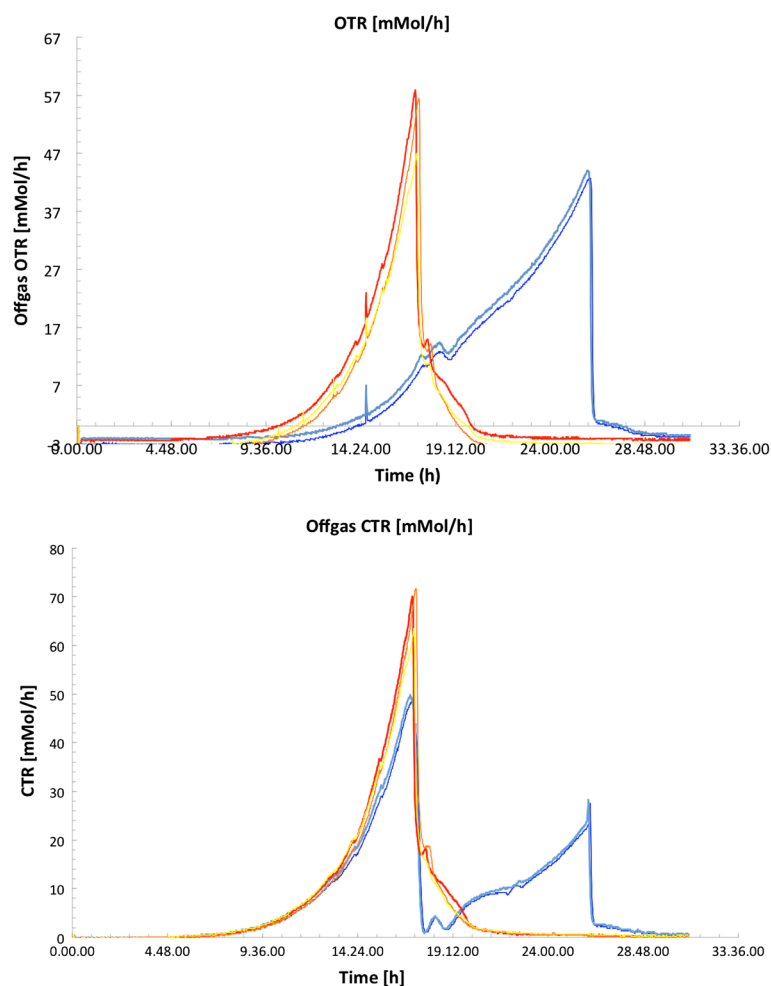 OTR [mMol/h]
67
57
47
37
27
17
7
-3
Offgas OTR [mMol/h]
0.00.00 4.48.00 9.36.00 14.24.00 19.12.00 24.00.00 28.48.00 33.36.00
Time (h)
Offgas CTR [mMol/h]
80
70
60
50
40
30
20
10
0
CTR [mMol/h]
0.00.00 4.48.00 9.36.00 14.24.00 19.12.00 24.00.00 28.48.00 33.36.00
Time [h]